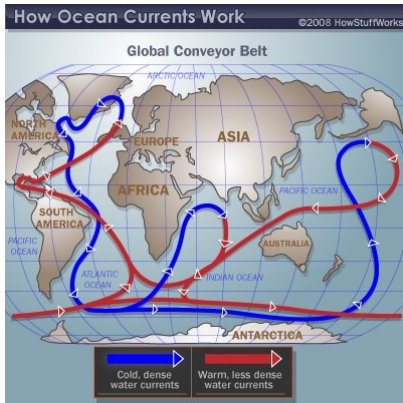 How Ocean Currents Work
©2008 HowStuffWorks
Global Conveyor Belt
ARCTIC OCEAN
NORTH
AMERICA
EUROPE
ASIA
AFRICA
PACIFIC OCEAN
SOUTH
AMERICA
PACIFIC
OCEAN
AUSTRALIA
ATLANTIC
OCEAN
INDIAN OCEAN
ANTARCTICA
Cold, dense
water currents
Warm, less dense
water currents